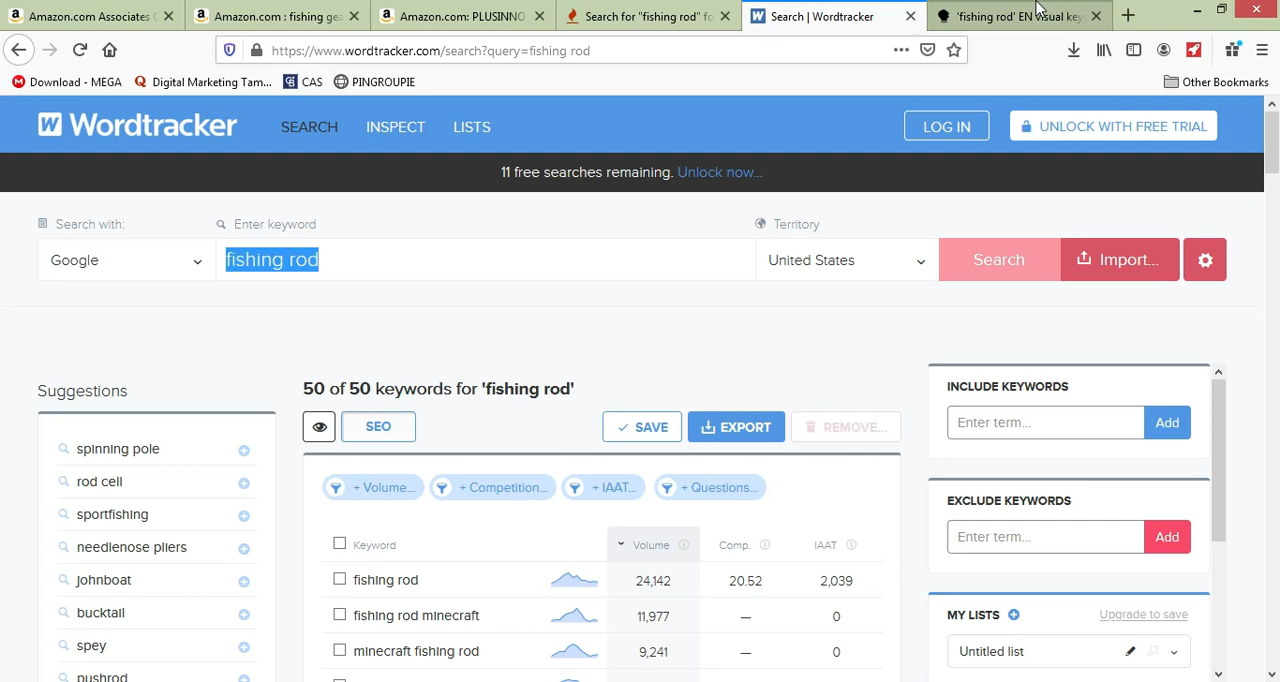 Amazon.com Associates C
Amazon.com : fishing gea
Amazon.com: PLUSINNO
Search for "fishing rod" fo
Search | Wordtracker
'fishing rod' EN visual key
https://www.wordtracker.com/search?query=fishing rod
Download - MEGA
Digital Marketing Tam...
CAS
PINGROUPIE
Other Bookmarks
Wordtracker
SEARCH
INSPECT
LISTS
LOG IN
UNLOCK WITH FREE TRIAL
11 free searches remaining. Unlock now...
Search with:
Enter keyword
Territory
Google
fishing rod
United States
Search
Import...
Suggestions
spinning pole
rod cell
sportfishing
needlenose pliers
johnboat
bucktail
spey
pushrod
50 of 50 keywords for 'fishing rod'
SEO
SAVE
EXPORT
REMOVE...
+ Volume...
+ Competition...
+ IAAT...
+ Questions...
Keyword Volume Comp. IAAT
fishing rod 24,142 20.52 2,039
fishing rod minecraft 11,977 — 0
minecraft fishing rod 9,241 — 0
INCLUDE KEYWORDS
Enter term...
Add
EXCLUDE KEYWORDS
Enter term...
Add
MY LISTS
Upgrade to save
Untitled list